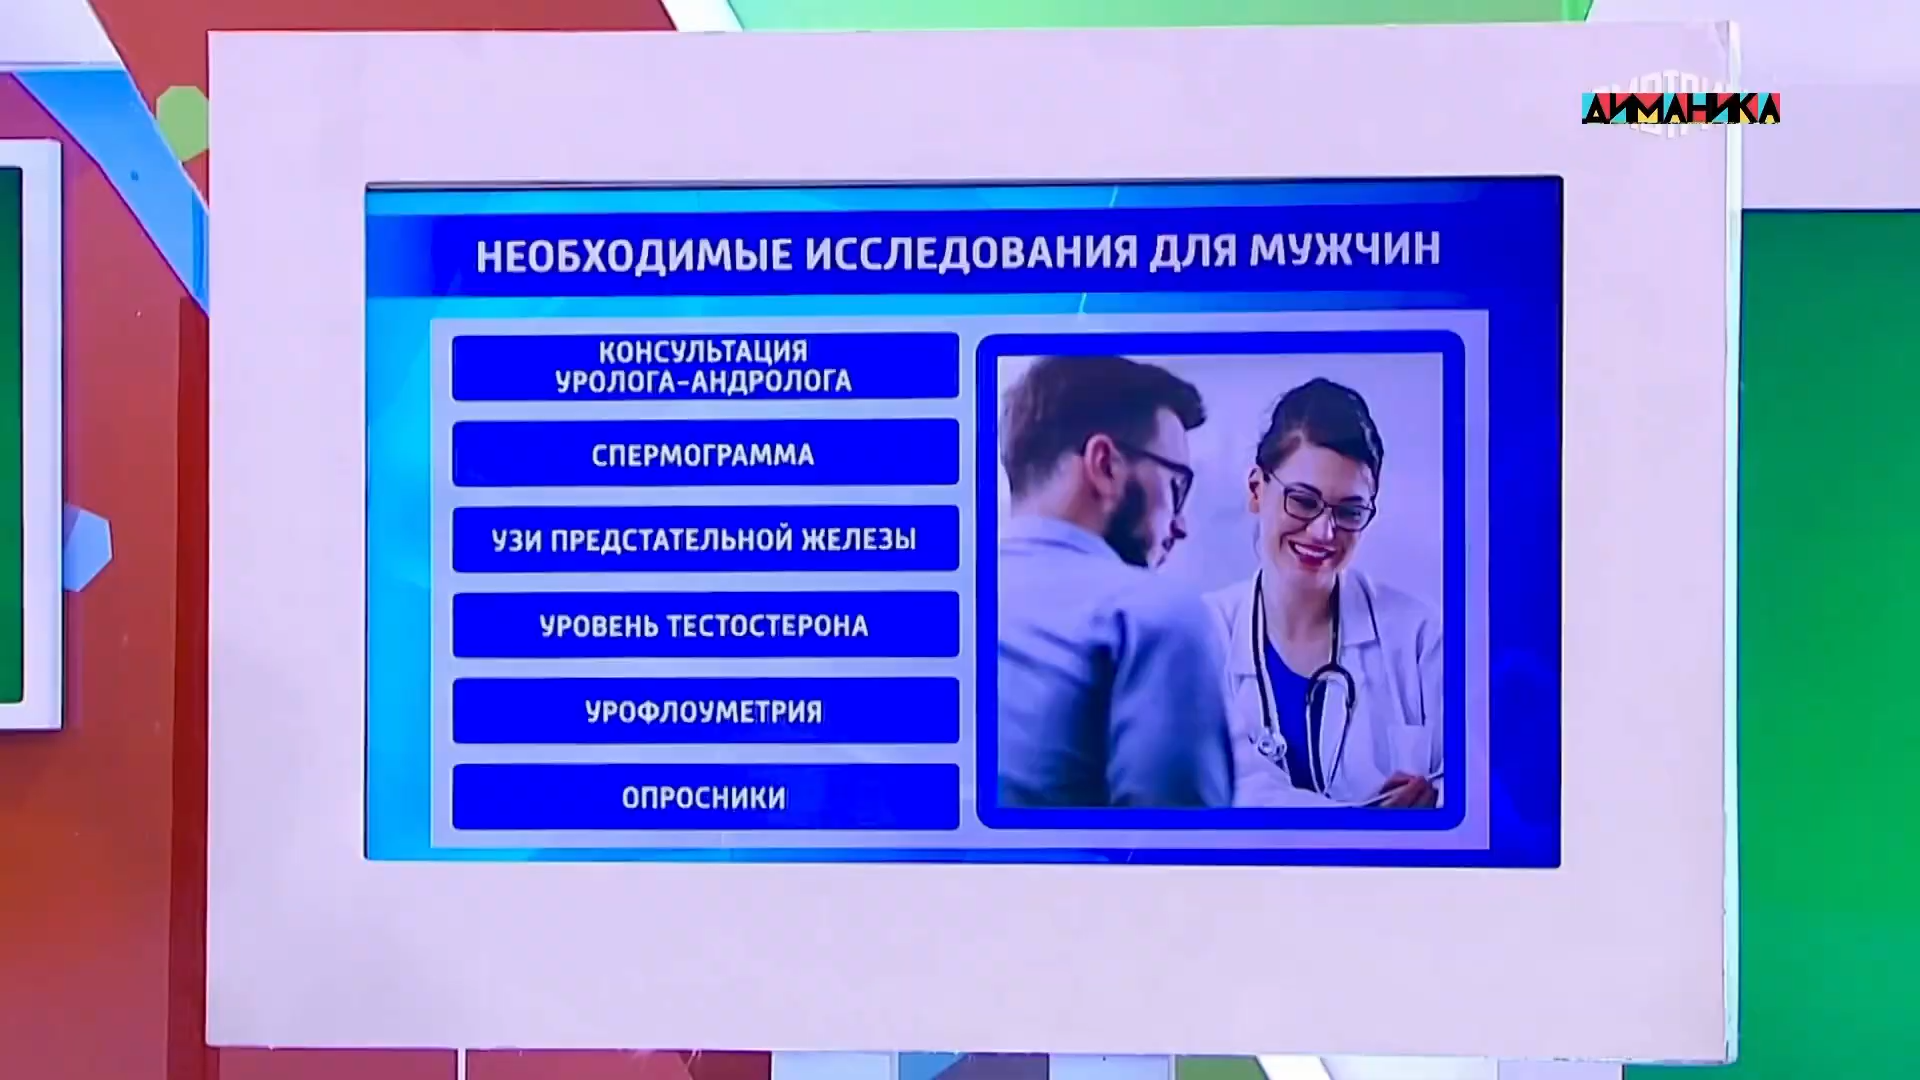 ДИМАНИКА
НЕОБХОДИМЫЕ ИССЛЕДОВАНИЯ ДЛЯ МУЖЧИН
КОНСУЛЬТАЦИЯ
УРОЛОГА-АНДРОЛОГА
СПЕРМОГРАММА
УЗИ ПРЕДСТАТЕЛЬНОЙ ЖЕЛЕЗЫ
УРОВЕНЬ ТЕСТОСТЕРОНА
УРОФЛОУМЕТРИЯ
ОПРОСНИКИ